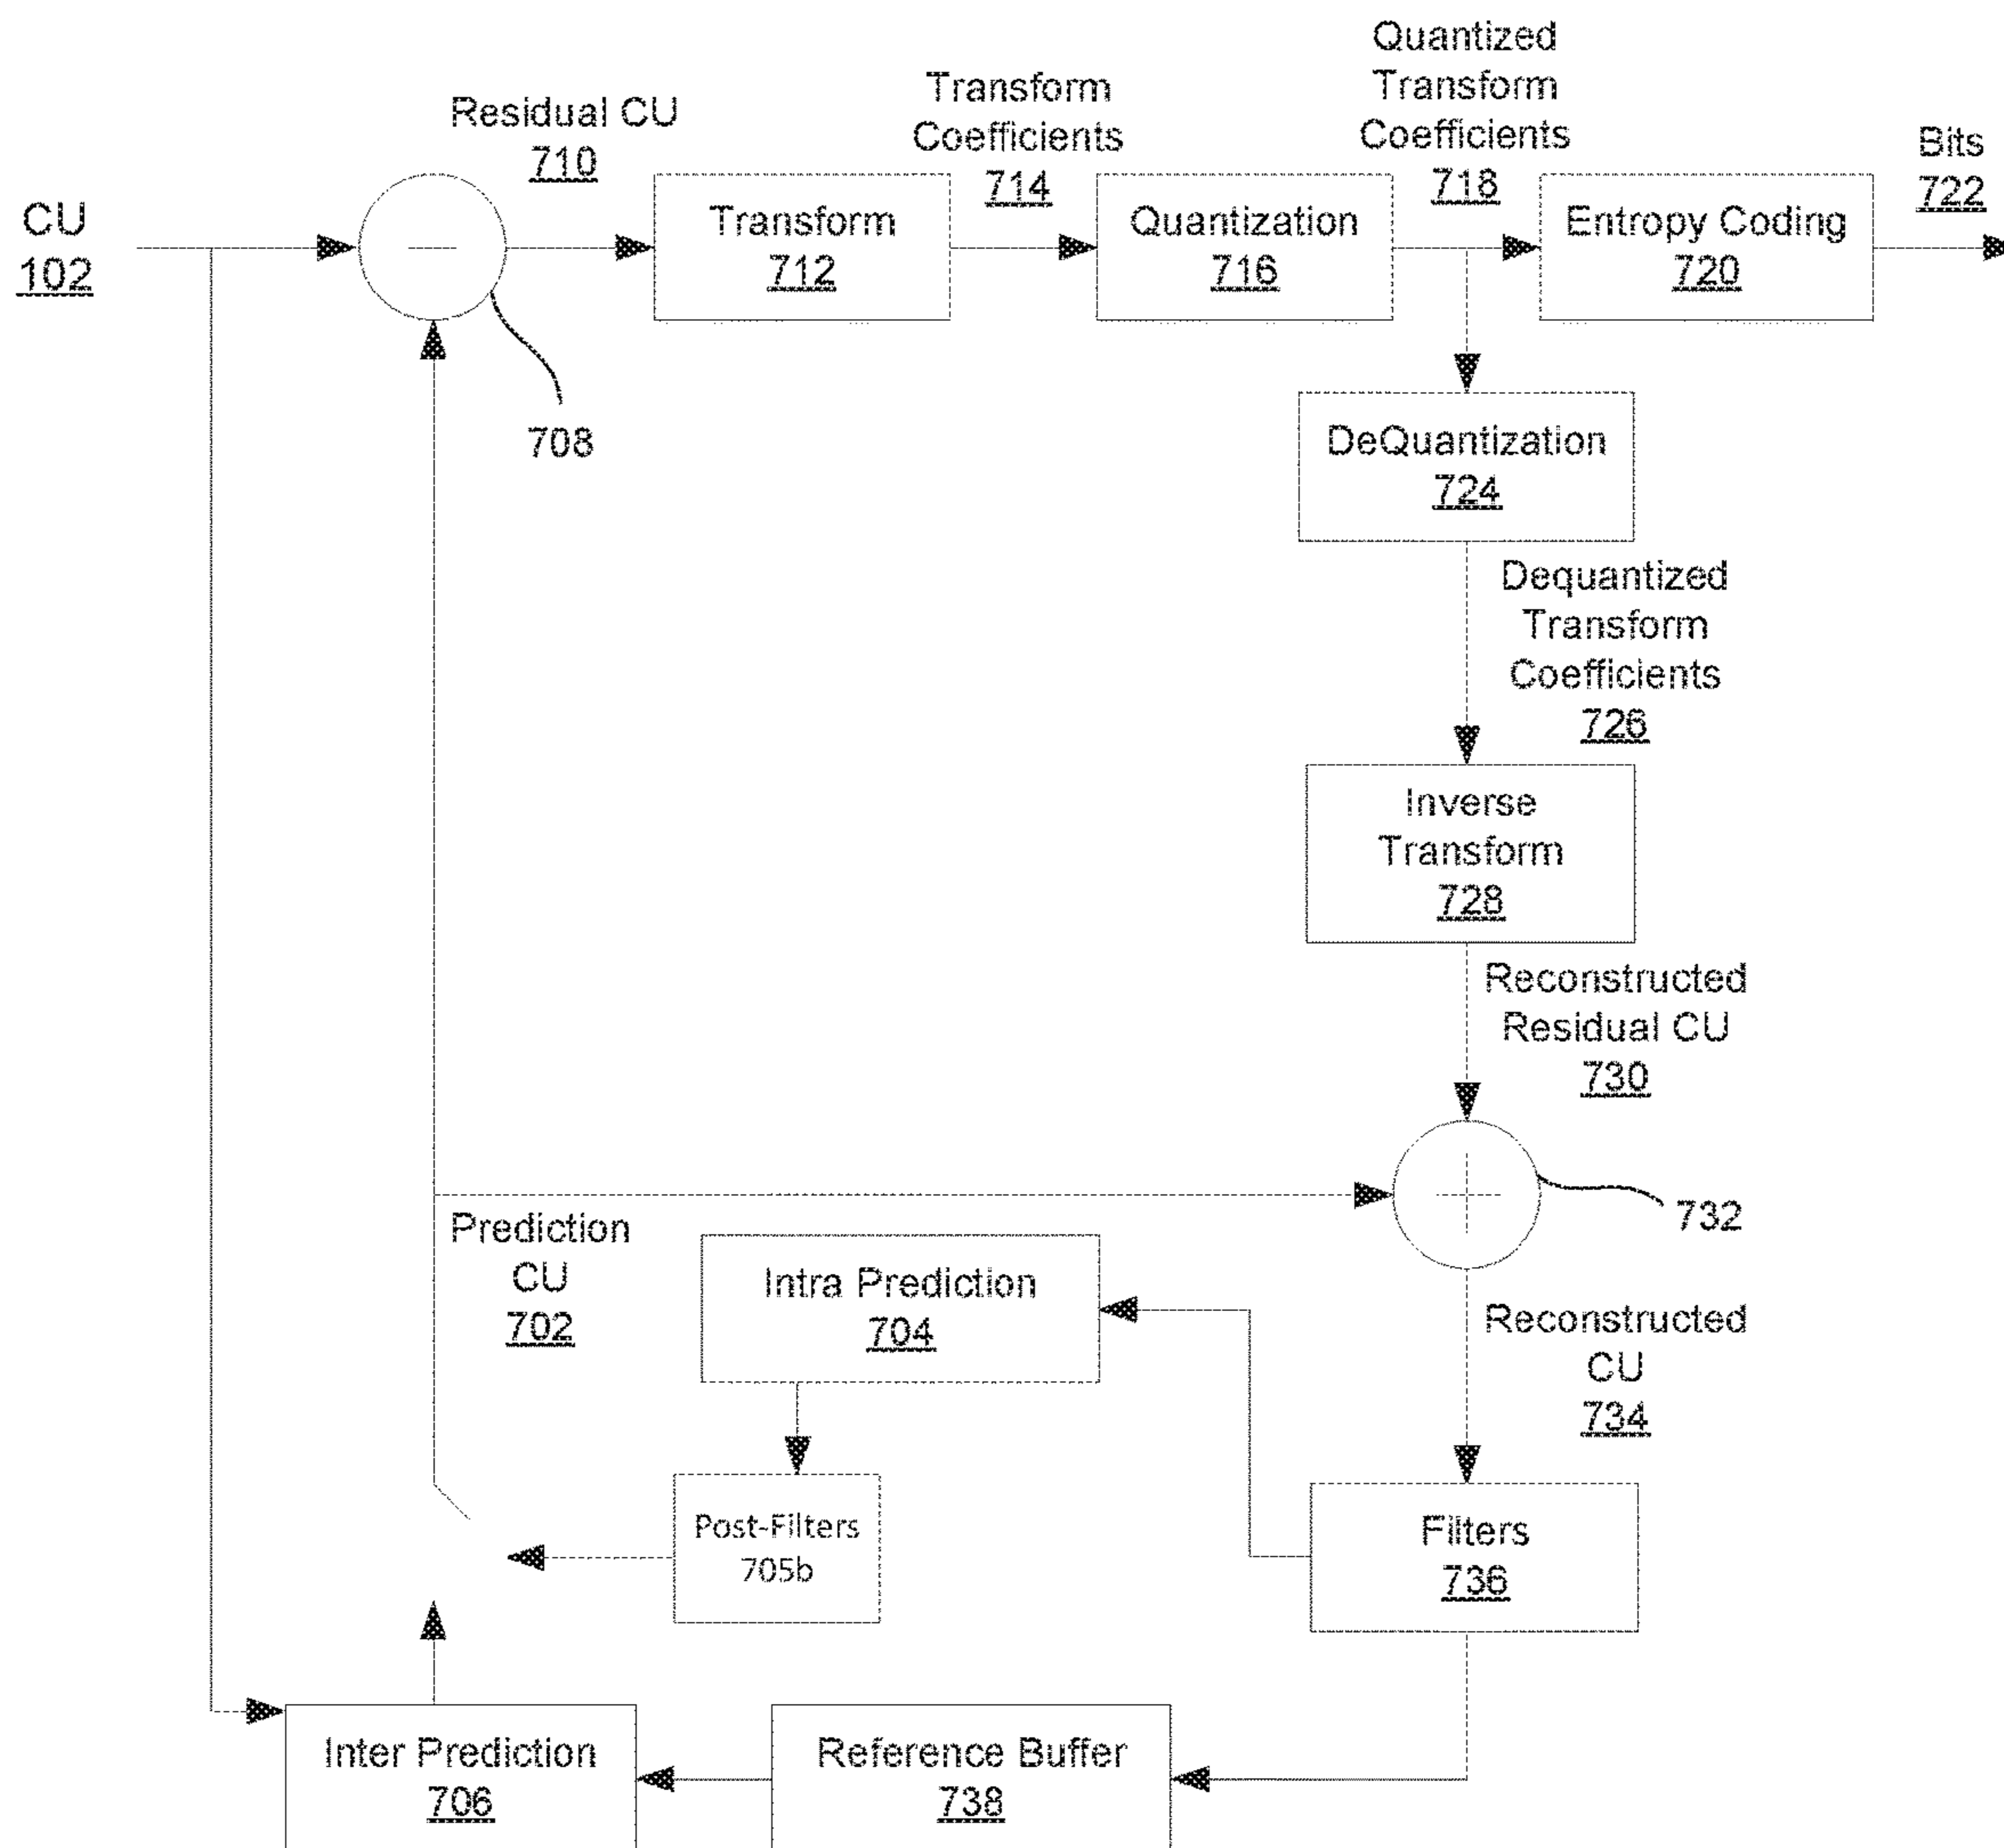 CU
102
Residual CU
710
Transform
712
Transform
Coefficients
714
Quantization
716
Quantized
Transform
Coefficients
718
Entropy Coding
720
Bits
722
708
DeQuantization
724
Dequantized
Transform
Coefficients
726
Inverse
Transform
728
Reconstructed
Residual CU
730
732
Prediction
CU
702
Intra Prediction
704
Reconstructed
CU
734
Post-Filters
705b
Filters
736
Inter Prediction
706
Reference Buffer
738